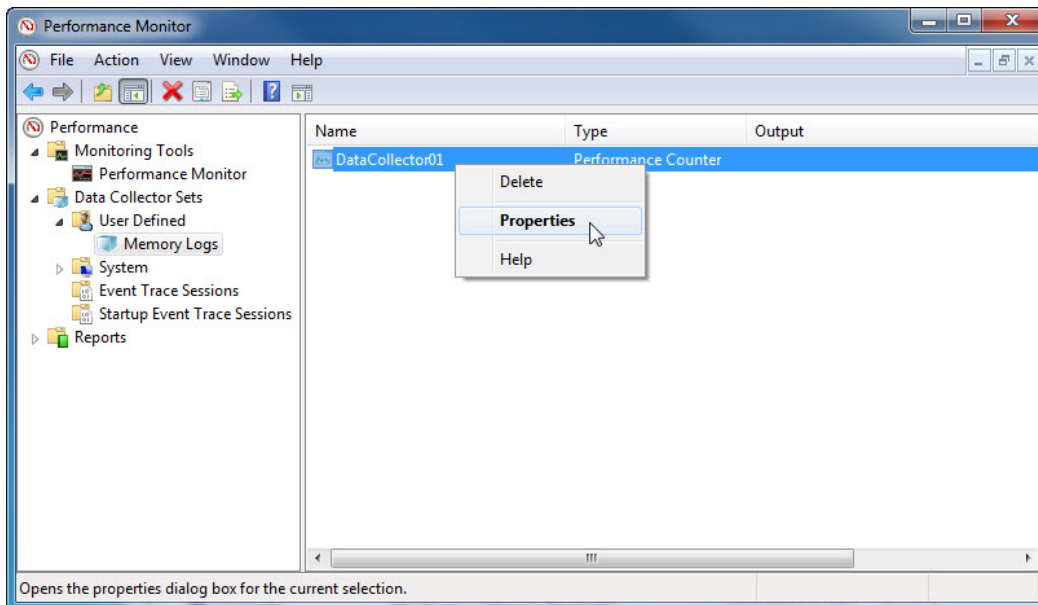 Performance Monitor
File Action View Window Help
Performance
Monitoring Tools
Performance Monitor
Data Collector Sets
User Defined
Memory Logs
System
Event Trace Sessions
Startup Event Trace Sessions
Reports
Name Type Output
DataCollector01 Performance Counter
Delete
Properties
Help
Opens the properties dialog box for the current selection.